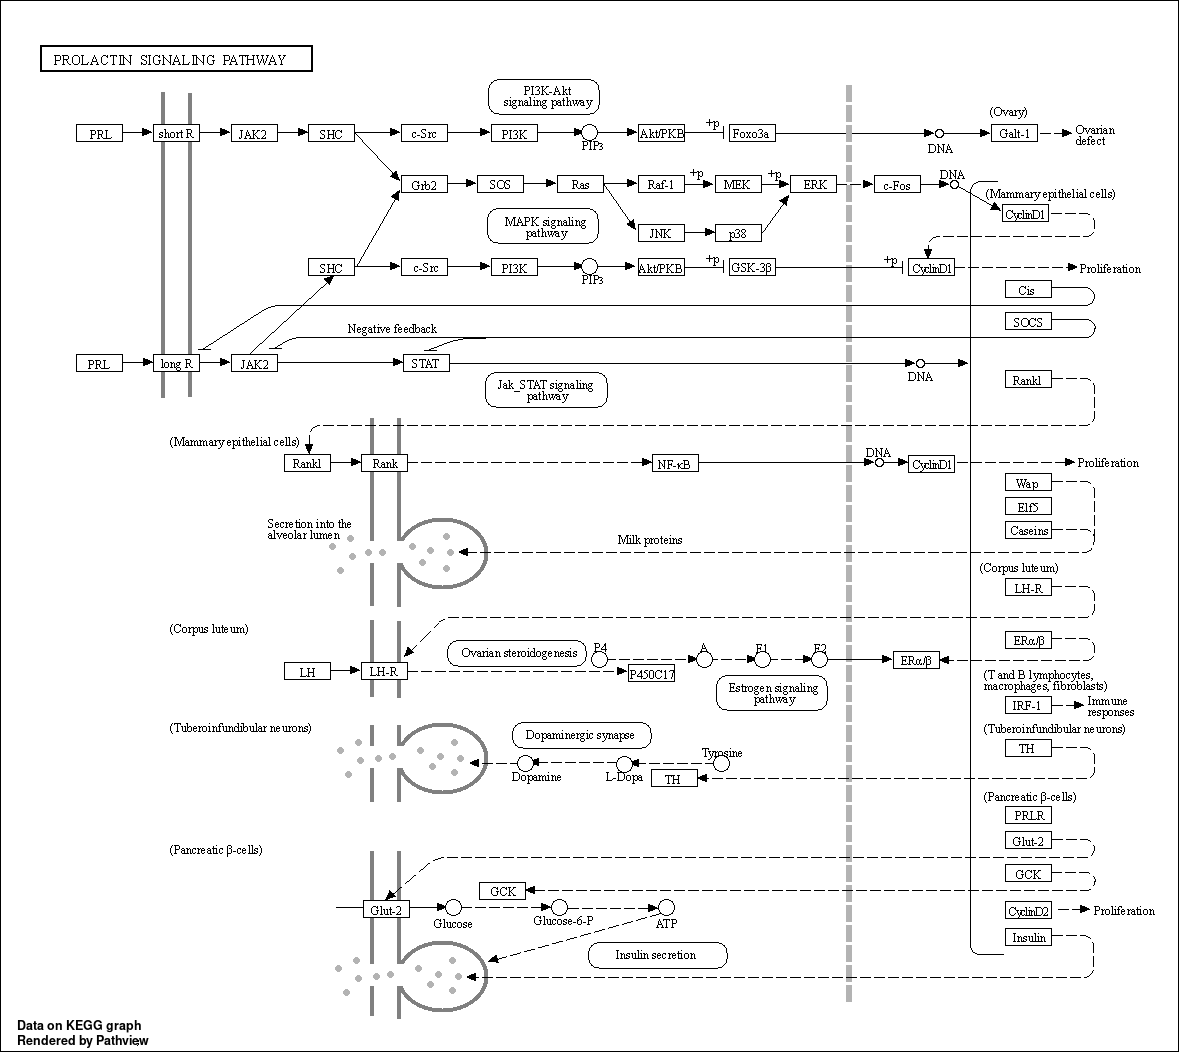 PROLACTIN SIGNALING PATHWAY
PI3K-Akt
signaling pathway
(Ovary)
PRL
short R
JAK2
SHC
c-Src
PI3K
PIP3
Akt/PKB
+p
Foxo3a
DNA
Galt-1
Ovarian
defect
Grb2
SOS
Ras
Raf-1
+p
MEK
+p
ERK
c-Fos
DNA
(Mammary epithelial cells)
CyclinD1
MAPK signaling
pathway
JNK
p38
SHC
c-Src
PI3K
PIP3
Akt/PKB
+p
GSK-3β
+p
CyclinD1
Proliferation
Cis
SOCS
Negative feedback
PRL
long R
JAK2
STAT
DNA
Jak_STAT signaling
pathway
Rankl
(Mammary epithelial cells)
Rankl
Rank
NF-κB
DNA
CyclinD1
Proliferation
Wap
Elf5
Caseins
Secretion into the
alveolar lumen
Milk proteins
(Corpus luteum)
LH-R
(Corpus luteum)
ERα/β
Ovarian steroidogenesis
P4
A
E1
E2
ERα/β
LH
LH-R
P450C17
Estrogen signaling
pathway
(T and B lymphocytes,
macrophages, fibroblasts)
IRF-1
Immune
responses
(Tuberoinfundibular neurons)
(Tuberoinfundibular neurons)
TH
Dopaminergic synapse
Dopamine
L-Dopa
Tyrosine
TH
(Pancreatic β-cells)
PRLR
Glut-2
(Pancreatic β-cells)
GCK
GCK
Glut-2
Glucose
Glucose-6-P
ATP
CyclinD2
Proliferation
Insulin
Insulin secretion
Data on KEGG graph
Rendered by Pathview